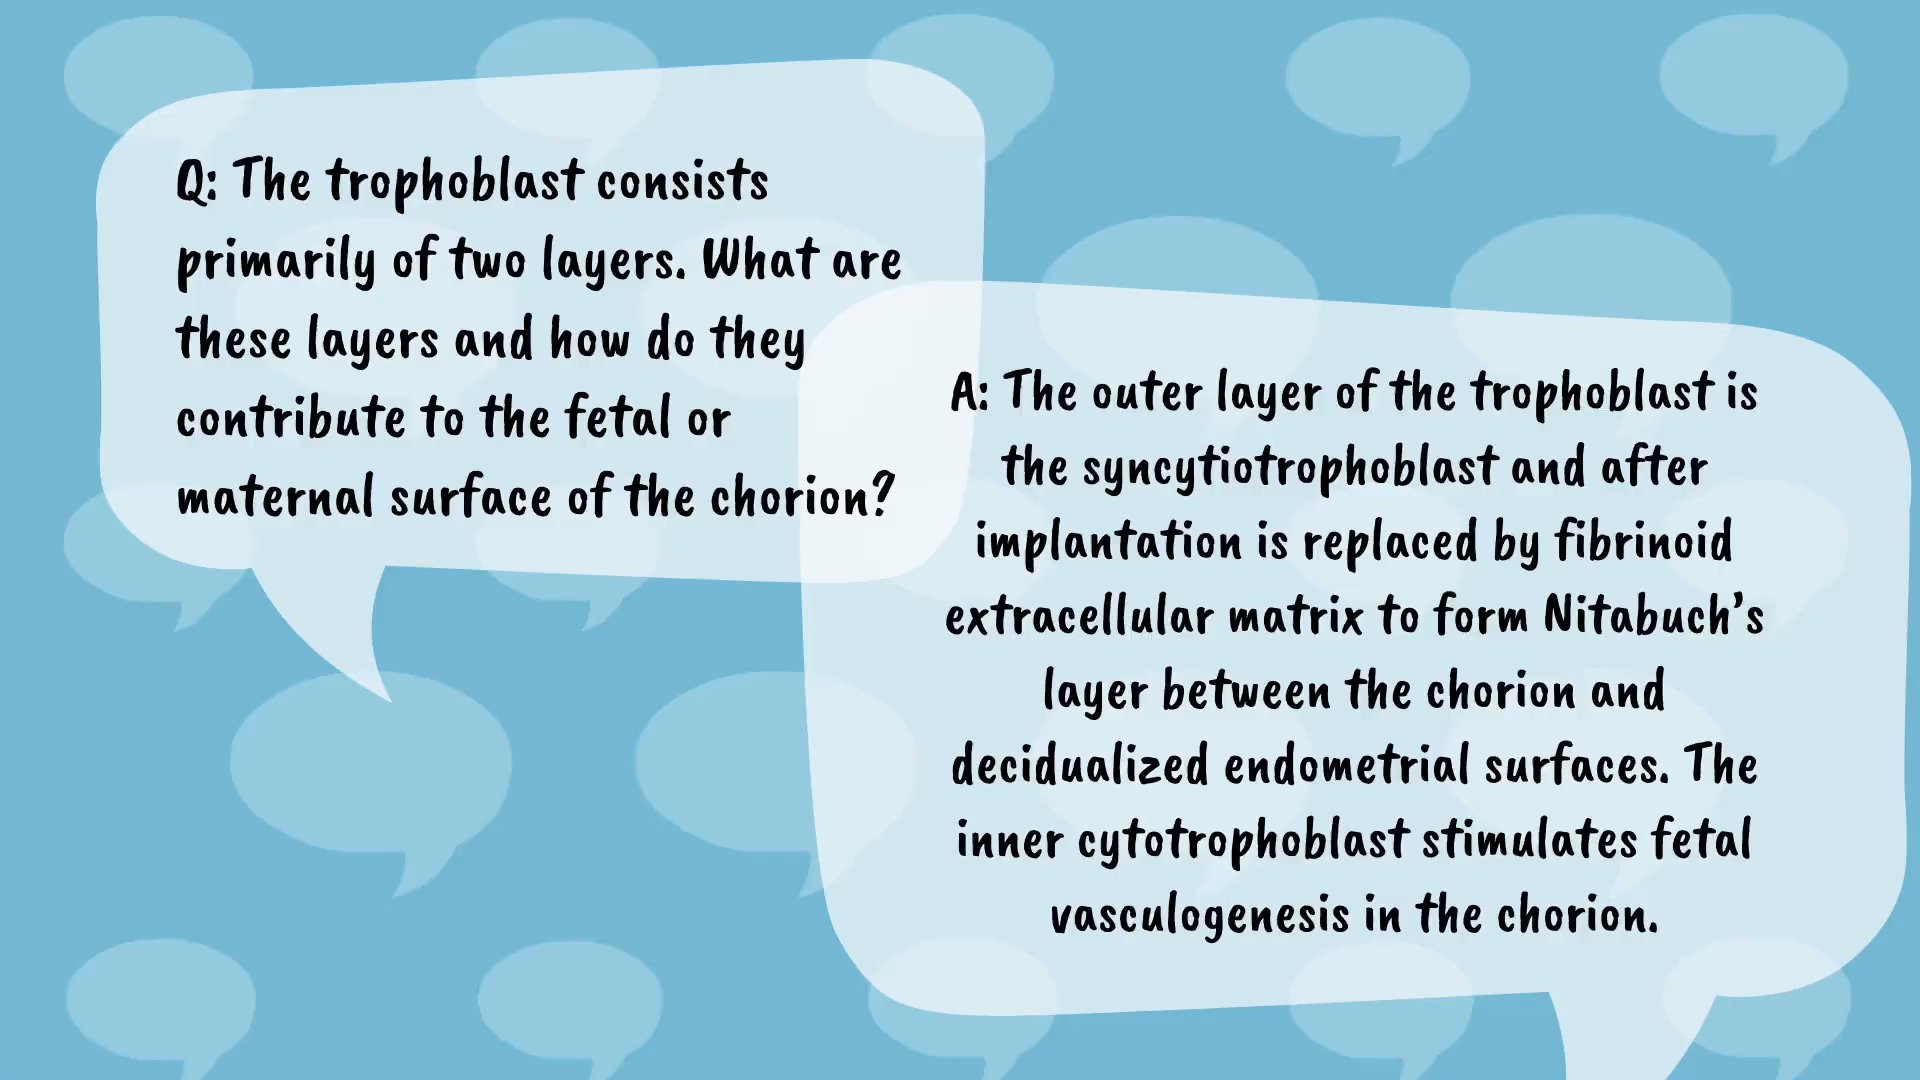 Q: The trophoblast consists
primarily of two layers. What are
these layers and how do they
contribute to the fetal or
maternal surface of the chorion?
A: The outer layer of the trophoblast is
the syncytiotrophoblast and after
implantation is replaced by fibrinoid
extracellular matrix to form Nitabuch's
layer between the chorion and
decidualized endometrial surfaces. The
inner cytotrophoblast stimulates fetal
vasculogenesis in the chorion.